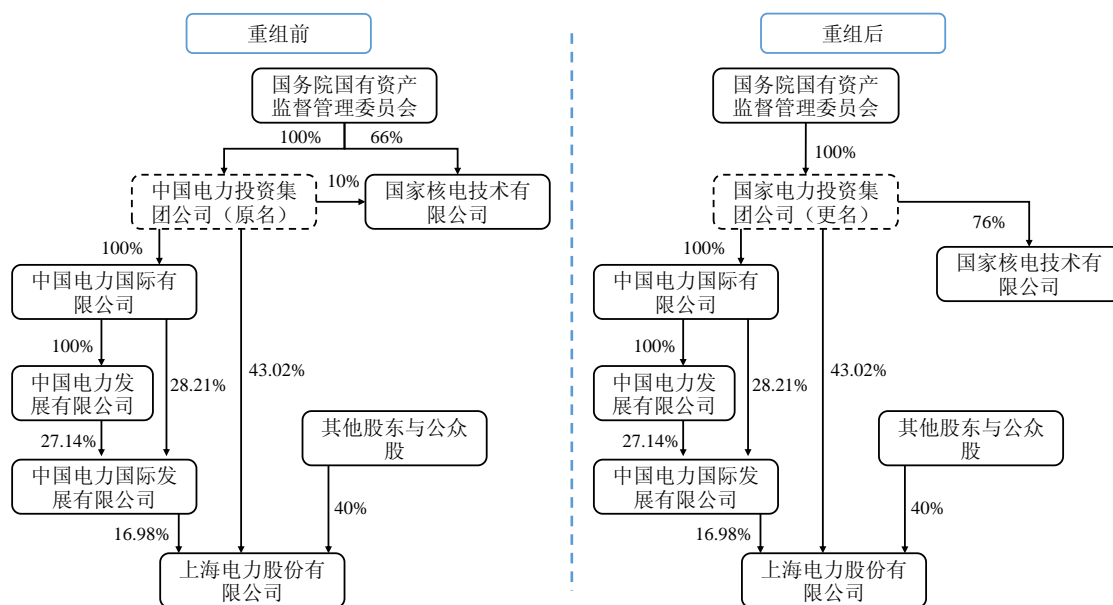 重组前
国务院国有资产
监督管理委员会
100%
66%
中国电力投资集
团公司（原名）
10%
国家核电技术有
限公司
100%
中国电力国际有
限公司
100%
28.21%
43.02%
中国电力发
展有限公司
27.14%
其他股东与公众
股
中国电力国际发
展有限公司
16.98%
40%
上海电力股份有
限公司
重组后
国务院国有资产
监督管理委员会
100%
国家电力投资集
团公司（更名）
76%
国家核电技术有
限公司
100%
中国电力国际有
限公司
100%
28.21%
43.02%
中国电力发
展有限公司
27.14%
其他股东与公众
股
中国电力国际发
展有限公司
16.98%
40%
上海电力股份有
限公司